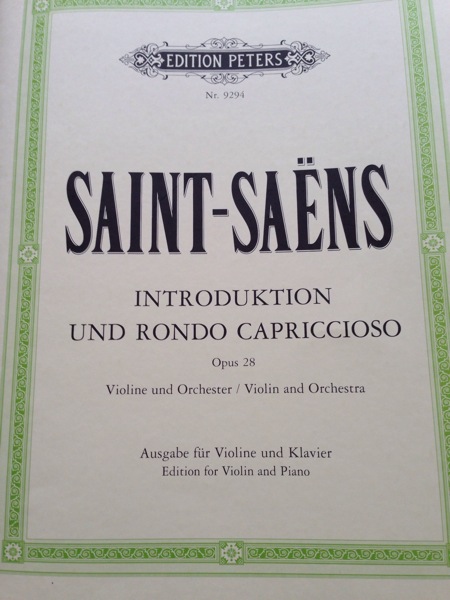 EDITION PETERS
Nr. 9294
SAINT-SAËNS
INTRODUKTION
UND RONDO CAPRICCIOSO
Opus 28
Violine und Orchester / Violin and Orchestra
Ausgabe für Violine und Klavier
Edition for Violin and Piano